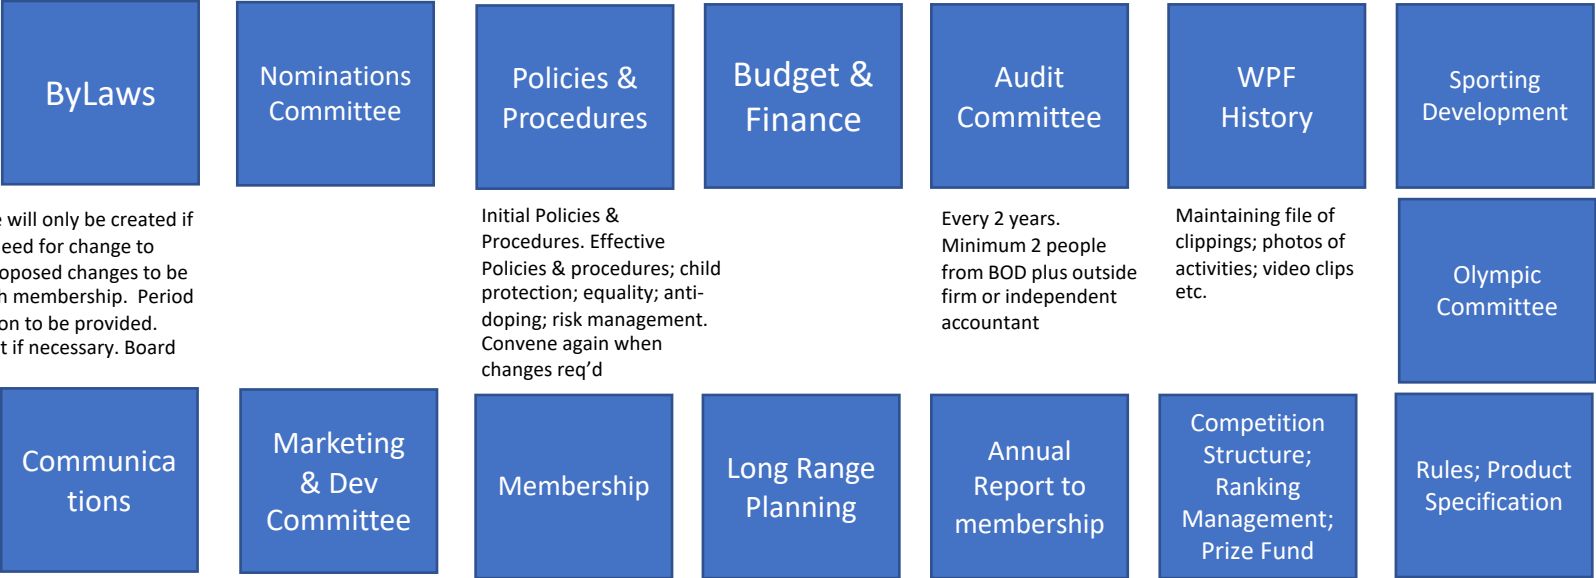 ByLaws
Nominations
Committee
Policies &
Procedures
Budget &
Finance
Audit
Committee
WPF
History
Sporting
Development
will only be created if
eed for change to
oposed changes to be
h membership. Period
on to be provided.
t if necessary. Board
Initial Policies &
Procedures. Effective
Policies & procedures; child
protection; equality; anti-
doping; risk management.
Convene again when
changes req’d
Every 2 years.
Minimum 2 people
from BOD plus outside
firm or independent
accountant
Maintaining file of
clippings; photos of
activities; video clips
etc.
Olympic
Committee
Communica
tions
Marketing
& Dev
Committee
Membership
Long Range
Planning
Annual
Report to
membership
Competition
Structure;
Ranking
Management;
Prize Fund
Rules; Product
Specification